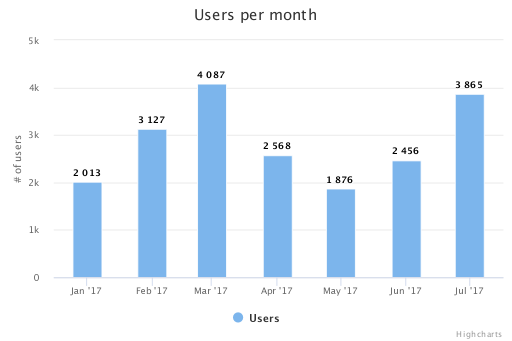 Users per month
5k
4k
3k
2k
1k
0
# of users
2 013
3 127
4 087
2 568
1 876
2 456
3 865
Jan '17
Feb '17
Mar '17
Apr '17
May '17
Jun '17
Jul '17
Users
Highcharts